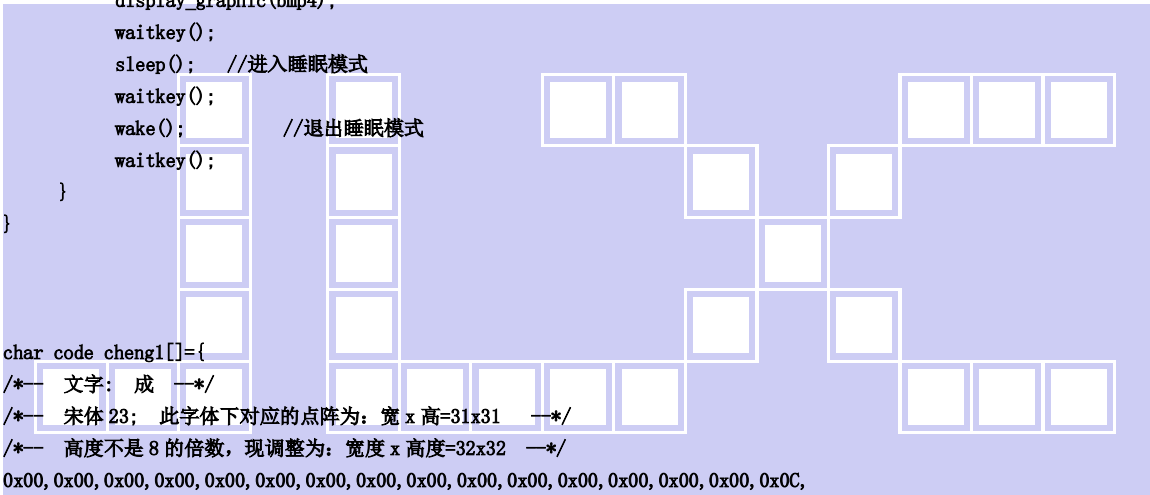 display_graphic(bmp4);
waitkey();
sleep(); //进入睡眠模式
waitkey();
wake(); //退出睡眠模式
waitkey();
}
}
char code cheng1[]={
/*-- 文字: 成 --*/
/*-- 宋体 23; 此字体下对应的点阵为：宽 x 高=31x31 --*/
/*-- 高度不是 8 的倍数，现调整为：宽度 x 高度=32x32 --*/
0x00,0x00,0x00,0x00,0x00,0x00,0x00,0x00,0x00,0x00,0x00,0x00,0x00,0x00,0x00,0x0C,